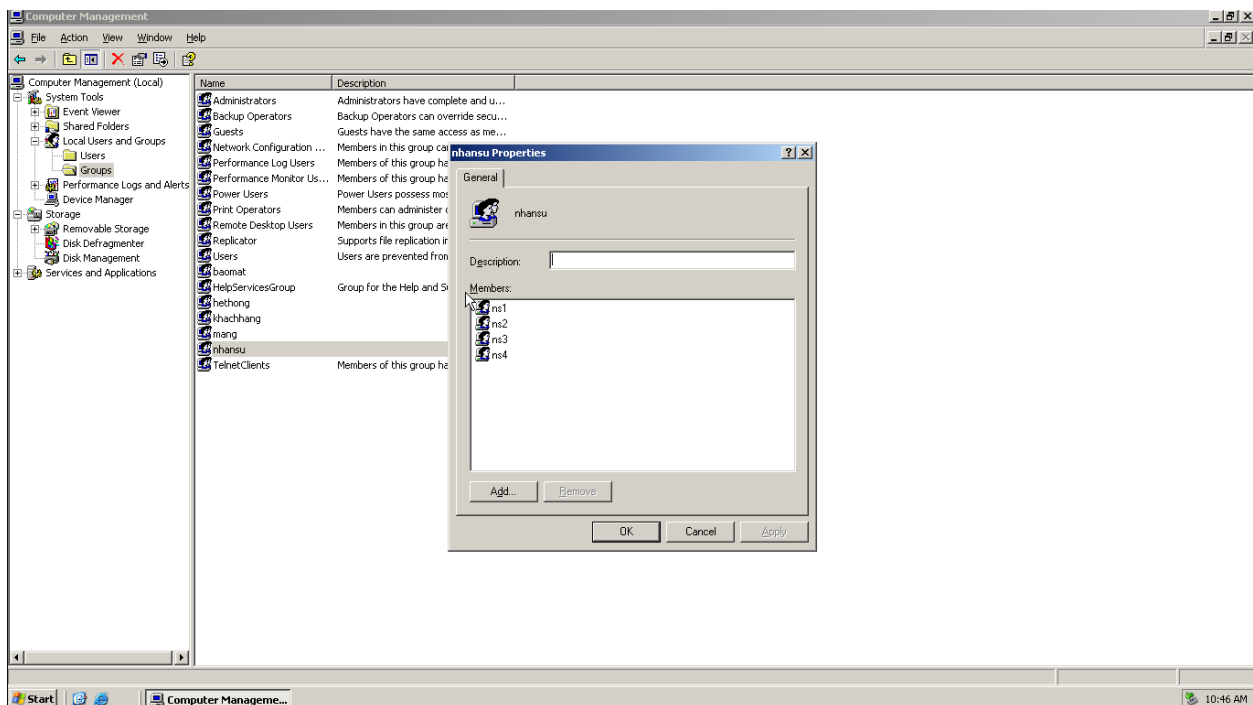 Computer Management
File Action View Window Help
Computer Management (Local)
System Tools
Event Viewer
Shared Folders
Local Users and Groups
Users
Groups
Performance Logs and Alerts
Device Manager
Storage
Removable Storage
Disk Defragmenter
Disk Management
Services and Applications
Name Description
Administrators Administrators have complete and u...
Backup Operators Backup Operators can override secu...
Guests Guests have the same access as me...
Network Configuration ... Members in this group ca
Performance Log Users Members of this group ha
Performance Monitor Us... Members of this group ha
Power Users Power Users possess mos
Print Operators Members can administer
Remote Desktop Users Members in this group are
Replicator Supports file replication in
Users Users are prevented from
baomat
HelpServicesGroup Group for the Help and S
hethong
khachhang
mang
nhansu
TelnetClients Members of this group ha
nhansu Properties
General
nhansu
Description:
Members:
ns1
ns2
ns3
ns4
Add... Remove
OK Cancel Apply
Start Computer Manageme... 10:46 AM